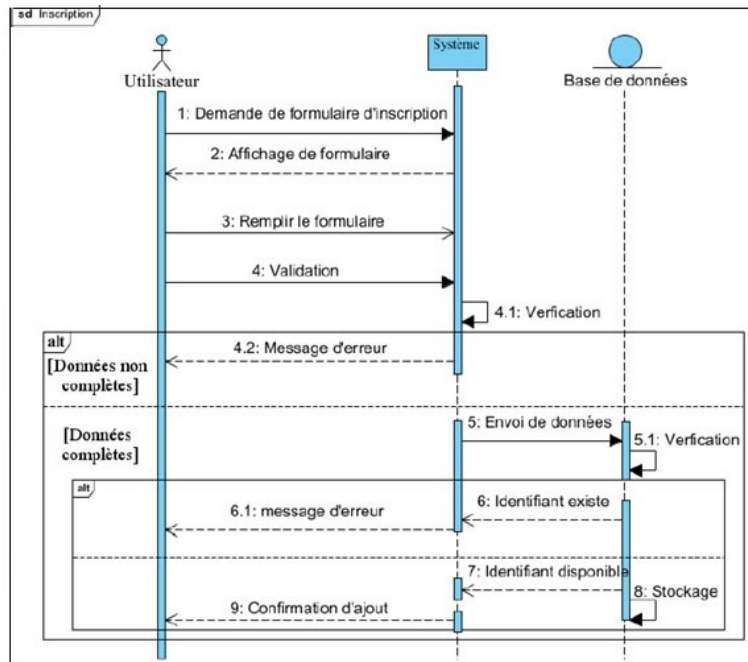 sd Inscription
Système
Utilisateur
Base de données
1: Demande de formulaire d'inscription
2: Affichage de formulaire
3: Remplir le formulaire
4: Validation
4.1: Verfication
alt
4.2: Message d'erreur
[Données non
complètes]
5: Envoi de données
[Données
complètes]
5.1: Verfication
alt
6: Identifiant existe
6.1: message d'erreur
7: Identifiant disponible
8: Stockage
9: Confirmation d'ajout